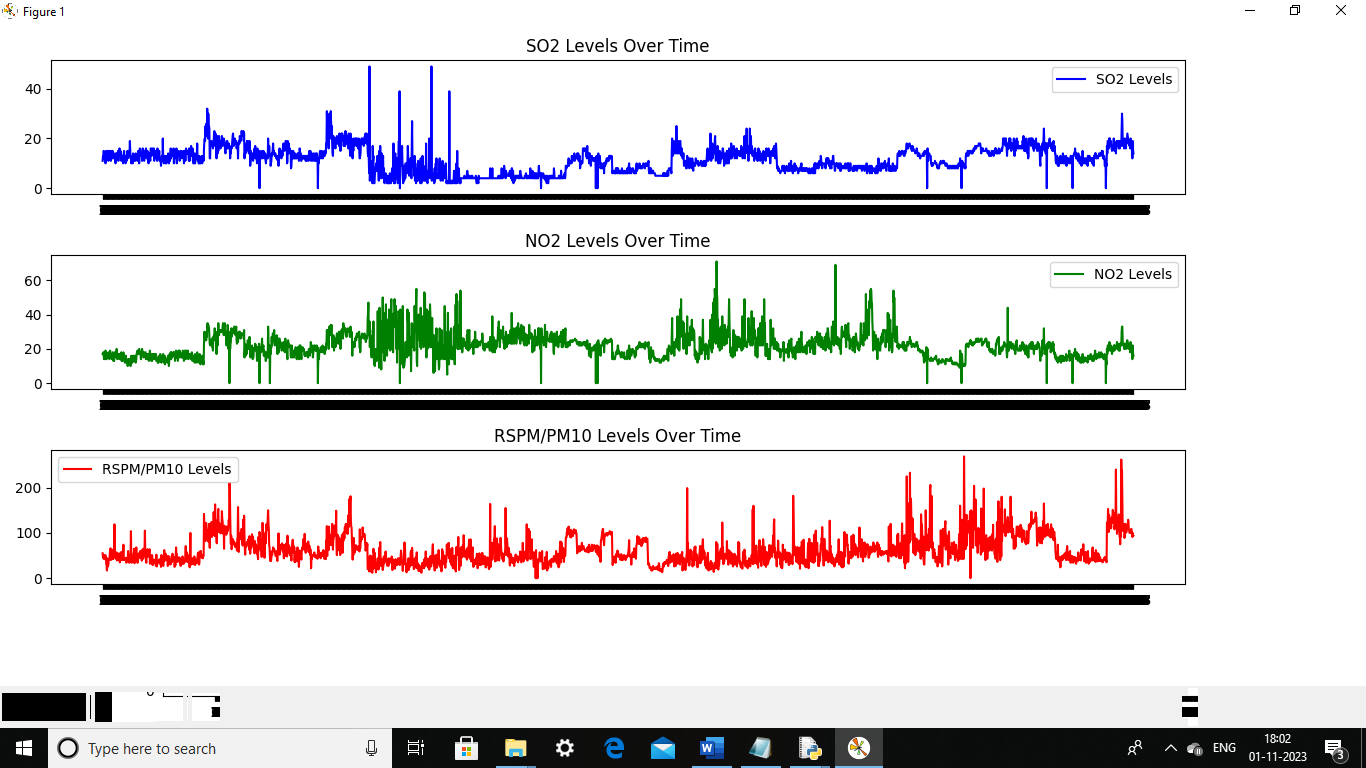 Figure 1
SO2 Levels Over Time
SO2 Levels
40
20
0
NO2 Levels Over Time
NO2 Levels
60
40
20
0
RSPM/PM10 Levels Over Time
RSPM/PM10 Levels
200
100
0
Type here to search
W
ENG
18:02
01-11-2023
3